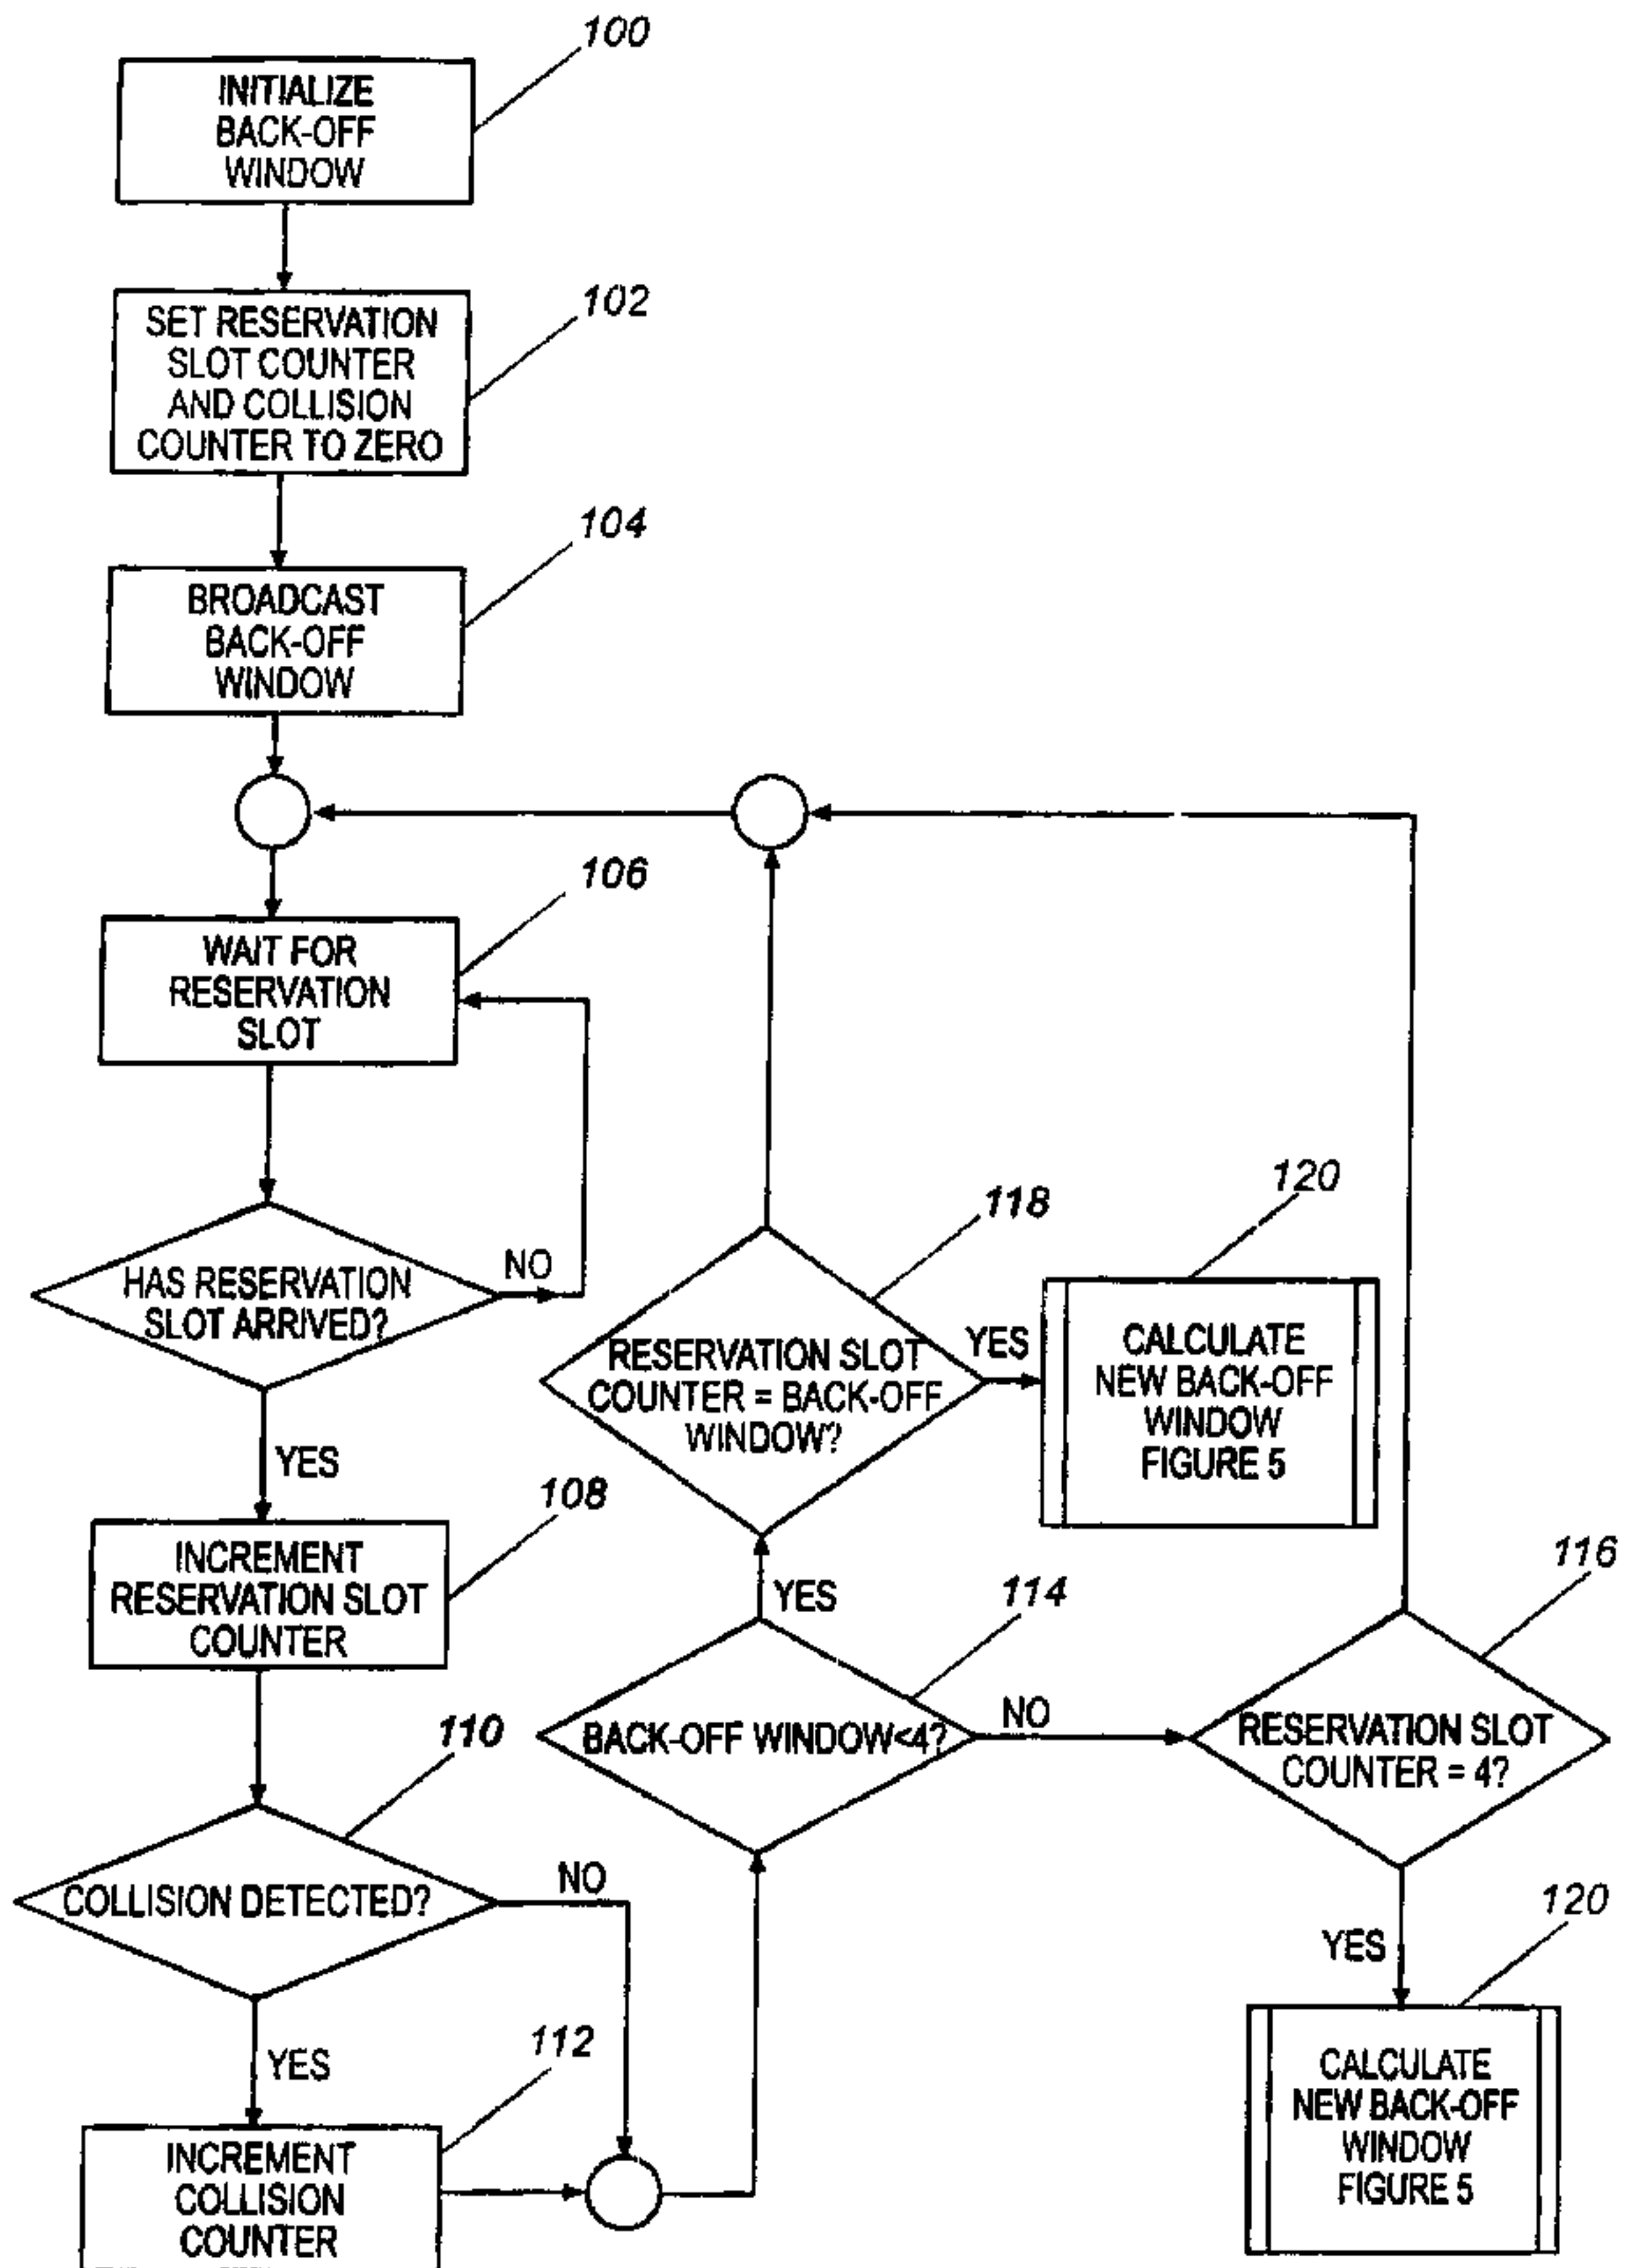 100
INITIALIZE
BACK-OFF
WINDOW
102
SET RESERVATION
SLOT COUNTER
AND COLLISION
COUNTER TO ZERO
104
BROADCAST
BACK-OFF
WINDOW
106
WAIT FOR
RESERVATION
SLOT
HAS RESERVATION
SLOT ARRIVED?
NO
YES
108
INCREMENT
RESERVATION SLOT
COUNTER
110
COLLISION DETECTED?
NO
YES
112
INCREMENT
COLLISION
COUNTER
114
BACK-OFF WINDOW<4?
YES
NO
118
RESERVATION SLOT
COUNTER = BACK-OFF
WINDOW?
YES
120
CALCULATE
NEW BACK-OFF
WINDOW
FIGURE 5
116
RESERVATION SLOT
COUNTER = 4?
YES
120
CALCULATE
NEW BACK-OFF
WINDOW
FIGURE 5